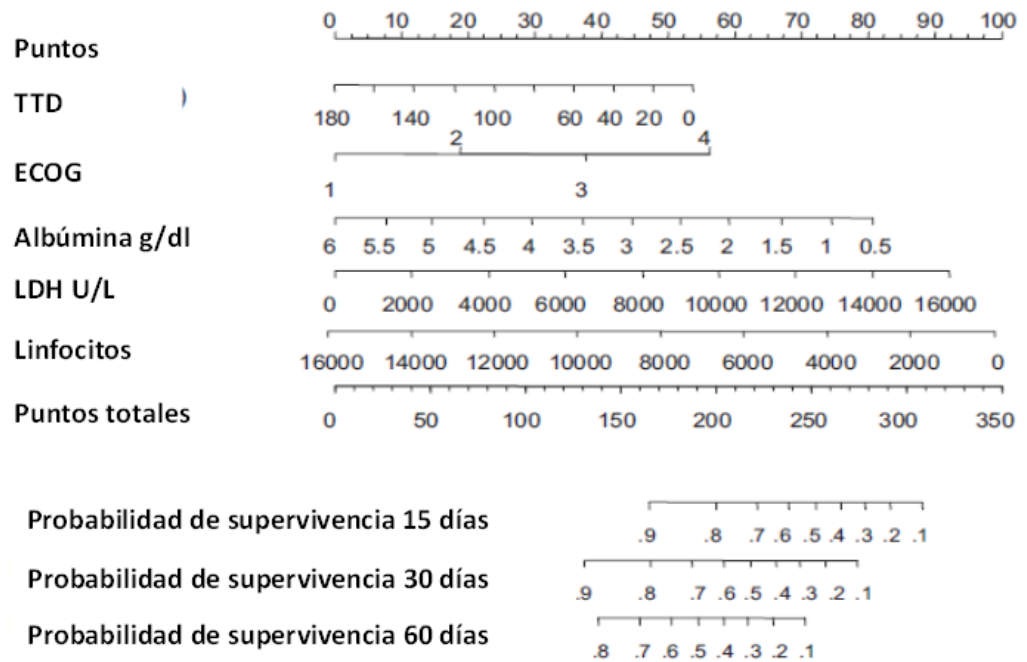 0 10 20 30 40 50 60 70 80 90 100
Puntos
TTD )
180 140 100 60 40 20 0
2 4
ECOG
1 3
Albúmina g/dl
6 5.5 5 4.5 4 3.5 3 2.5 2 1.5 1 0.5
LDH U/L
0 2000 4000 6000 8000 10000 12000 14000 16000
Linfocitos
16000 14000 12000 10000 8000 6000 4000 2000 0
Puntos totales
0 50 100 150 200 250 300 350
Probabilidad de supervivencia 15 días
.9 .8 .7 .6 .5 .4 .3 .2 .1
Probabilidad de supervivencia 30 días
.9 .8 .7 .6 .5 .4 .3 .2 .1
Probabilidad de supervivencia 60 días
.8 .7 .6 .5 .4 .3 .2 .1